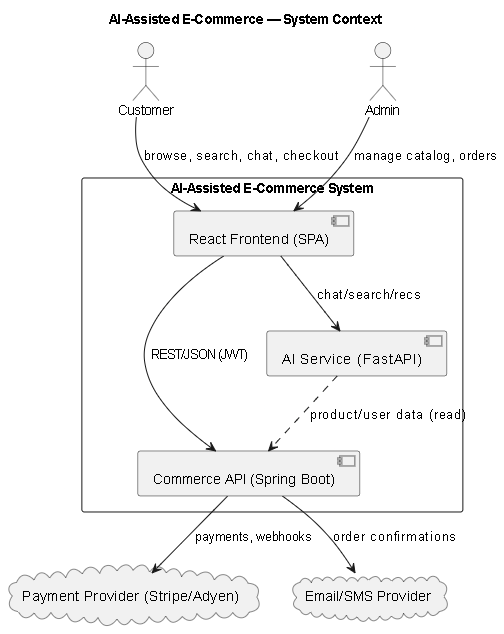 AI-Assisted E-Commerce — System Context
Customer
Admin
browse, search, chat, checkout
manage catalog, orders
AI-Assisted E-Commerce System
React Frontend (SPA)
chat/search/recs
REST/JSON (JWT)
AI Service (FastAPI)
product/user data (read)
Commerce API (Spring Boot)
payments, webhooks
order confirmations
Payment Provider (Stripe/Adyen)
Email/SMS Provider